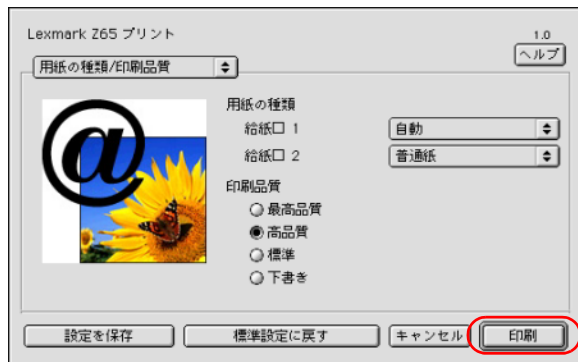 Lexmark Z65 プリント
1.0
ヘルプ
用紙の種類/印刷品質
用紙の種類
給紙口 1
自動
給紙口 2
普通紙
印刷品質
最高品質
高品質
標準
下書き
設定を保存
標準設定に戻す
キャンセル
印刷